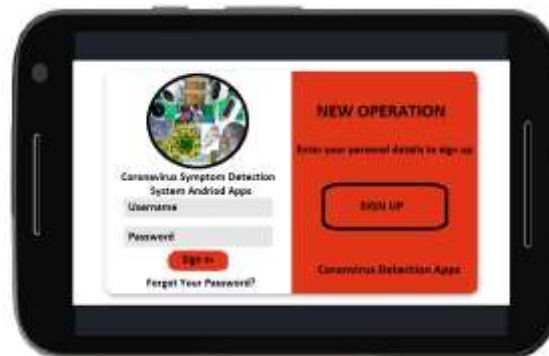 Coronavirus Symptom Detection
System Andriod Apps
Username
Password
Sign in
Forgot Your Password?
NEW OPERATION
Enter your personal details to sign up
SIGN UP
Coronvirus Detection Apps